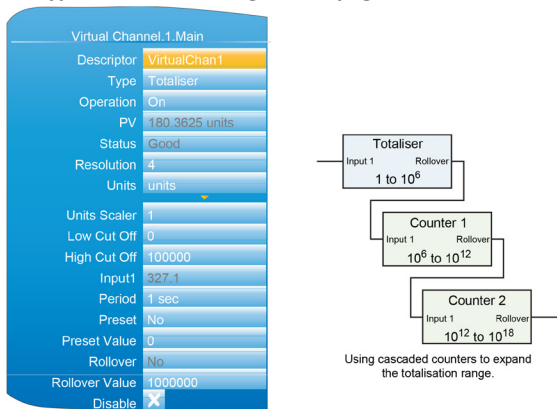 Virtual Channel.1.Main
Descriptor VirtualChan1
Type Totaliser
Operation On
PV 180.3625 units
Status Good
Resolution 4
Units units
Units Scaler 1
Low Cut Off 0
High Cut Off 100000
Input1 327.1
Period 1 sec
Preset No
Preset Value 0
Rollover No
Rollover Value 1000000
Disable
Totaliser
Input 1 Rollover
1 to 10⁶
Counter 1
Input 1 Rollover
10⁶ to 10¹²
Counter 2
Input 1 Rollover
10¹² to 10¹⁸
Using cascaded counters to expand
the totalisation range.